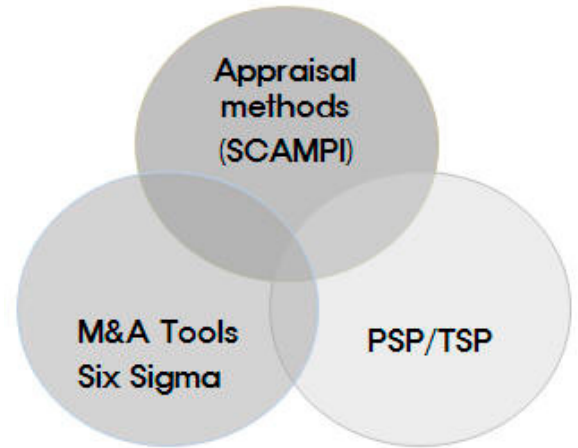 Appraisal
methods
(SCAMPI)
M&A Tools
Six Sigma
PSP/TSP